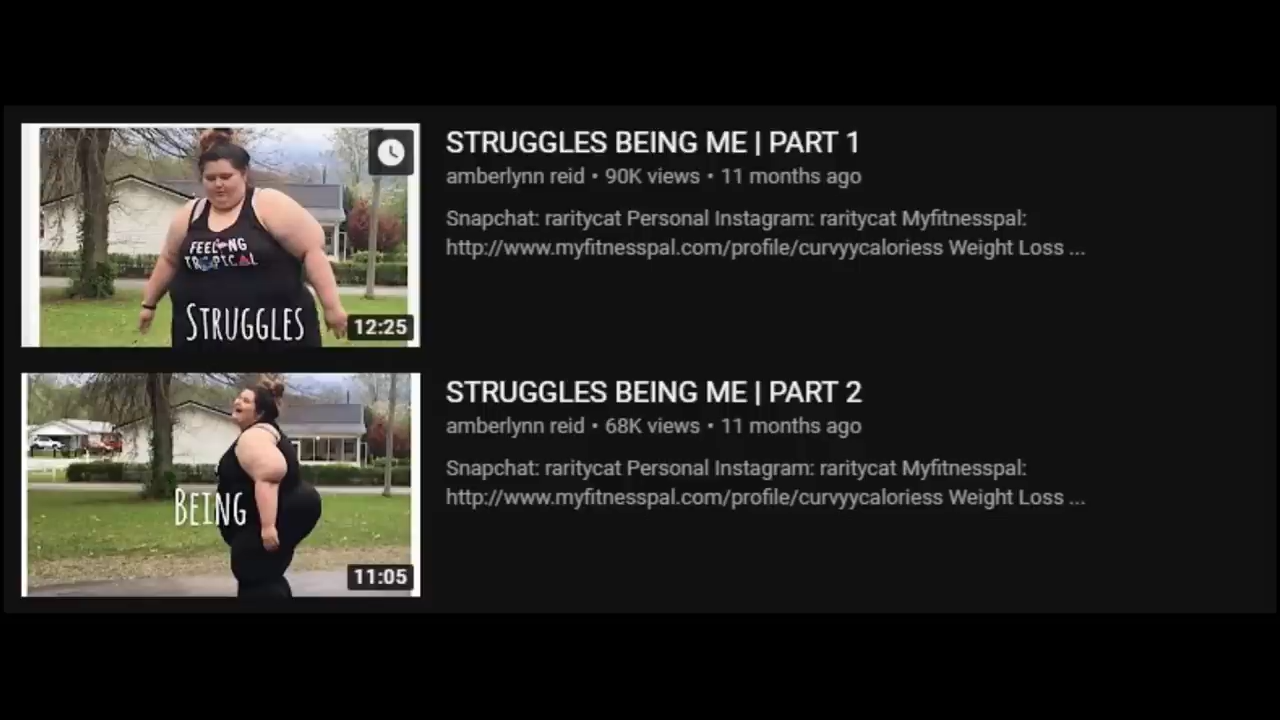 FEELING
TROPICAL
STRUGGLES
12:25
STRUGGLES BEING ME | PART 1
amberlynn reid • 90K views • 11 months ago
Snapchat: raritycat Personal Instagram: raritycat Myfitnesspal:
http://www.myfitnesspal.com/profile/curvyycaloriess Weight Loss ...
BEING
11:05
STRUGGLES BEING ME | PART 2
amberlynn reid • 68K views • 11 months ago
Snapchat: raritycat Personal Instagram: raritycat Myfitnesspal:
http://www.myfitnesspal.com/profile/curvyycaloriess Weight Loss ...